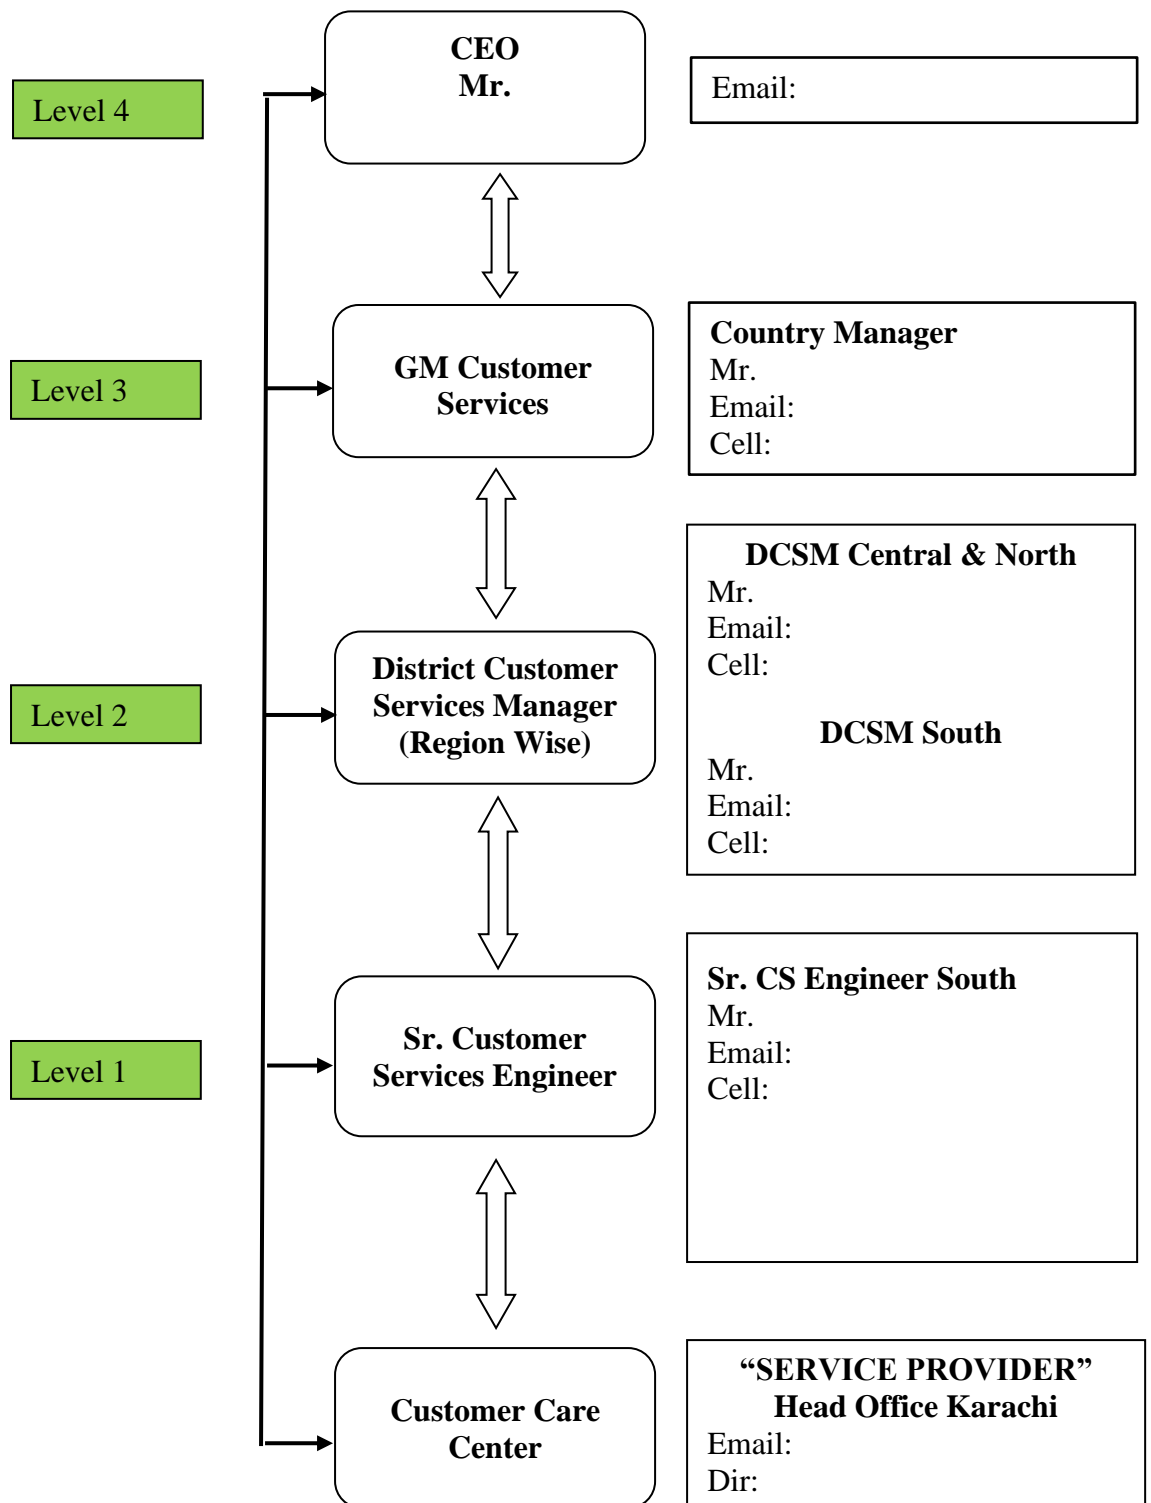 CEO
Mr.
Level 4
Email:
GM Customer
Services
Level 3
Country Manager
Mr.
Email:
Cell:
District Customer
Services Manager
(Region Wise)
Level 2
DCSM Central & North
Mr.
Email:
Cell:
DCSM South
Mr.
Email:
Cell:
Sr. Customer
Services Engineer
Level 1
Sr. CS Engineer South
Mr.
Email:
Cell:
Customer Care
Center
“SERVICE PROVIDER”
Head Office Karachi
Email:
Dir: